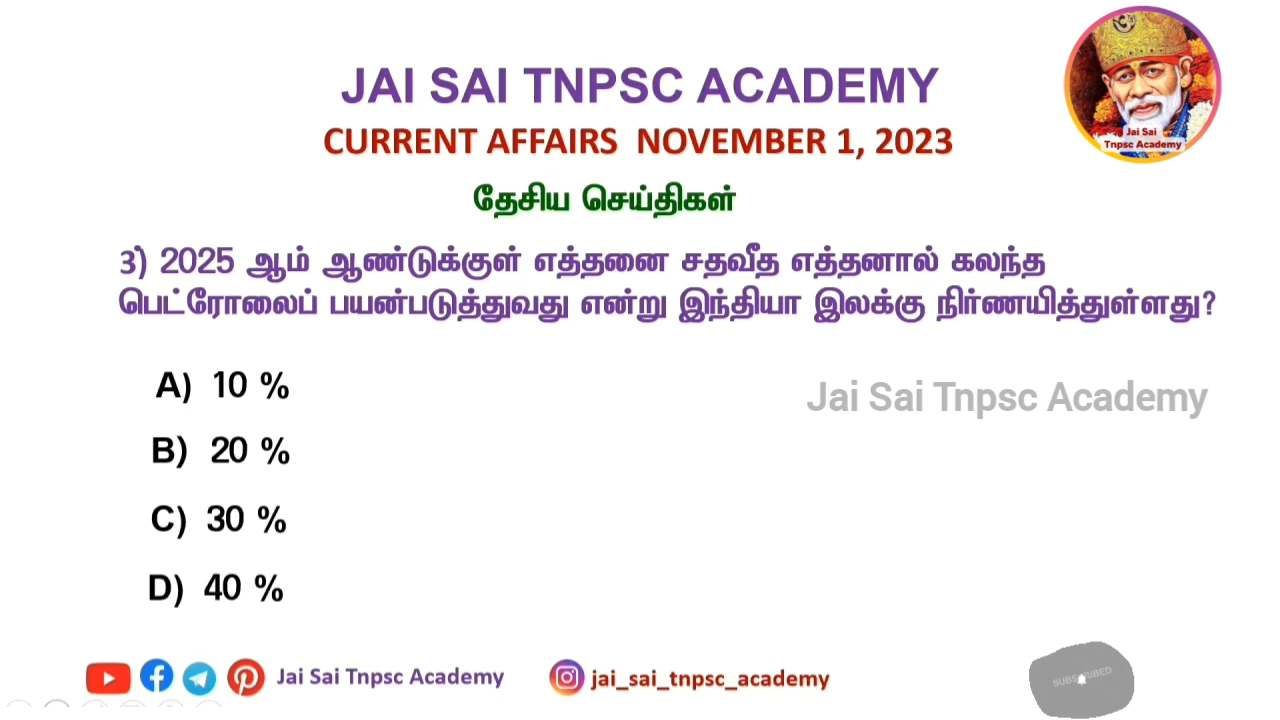 JAI SAI TNPSC ACADEMY
CURRENT AFFAIRS NOVEMBER 1, 2023
Jai Sai
Tnpsc Academy
தேசிய செய்திகள்
3) 2025 ஆம் ஆண்டுக்குள் எத்தனை சதவீத எத்தனால் கலந்த
பெட்ரோலைப் பயன்படுத்துவது என்று இந்தியா இலக்கு நிர்ணயித்துள்ளது?
A) 10 %
Jai Sai Tnpsc Academy
B) 20 %
C) 30 %
D) 40 %
Jai Sai Tnpsc Academy
jai_sai_tnpsc_academy
SUBSCRIBED